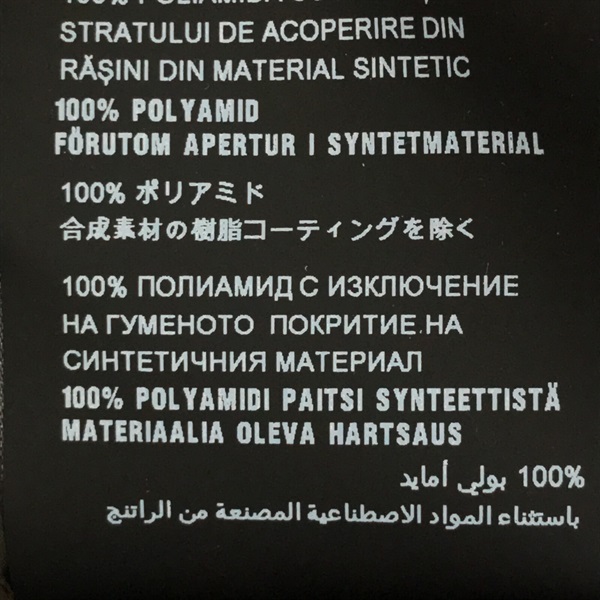 100% POLIAMIDĂ
STRATULUI DE ACOPERIRE DIN
RĂȘINI DIN MATERIAL SINTETIC
100% POLYAMID
FÖRUTOM APERTUR I SYNTETMATERIAL
100% ポリアミド
合成素材の樹脂コーティングを除く
100% ПОЛИАМИД С ИЗКЛЮЧЕНИЕ
НА ГУМЕНОТО ПОКРИТИЕ.НА
СИНТЕТИЧНИЯ МАТЕРИАЛ
100% POLYAMIDI PAITSI SYNTEETTISTÄ
MATERIAALIA OLEVA HARTSAUS
100% بولي أمايد
باستثناء المواد الاصطناعية المصنعة من الراتنج